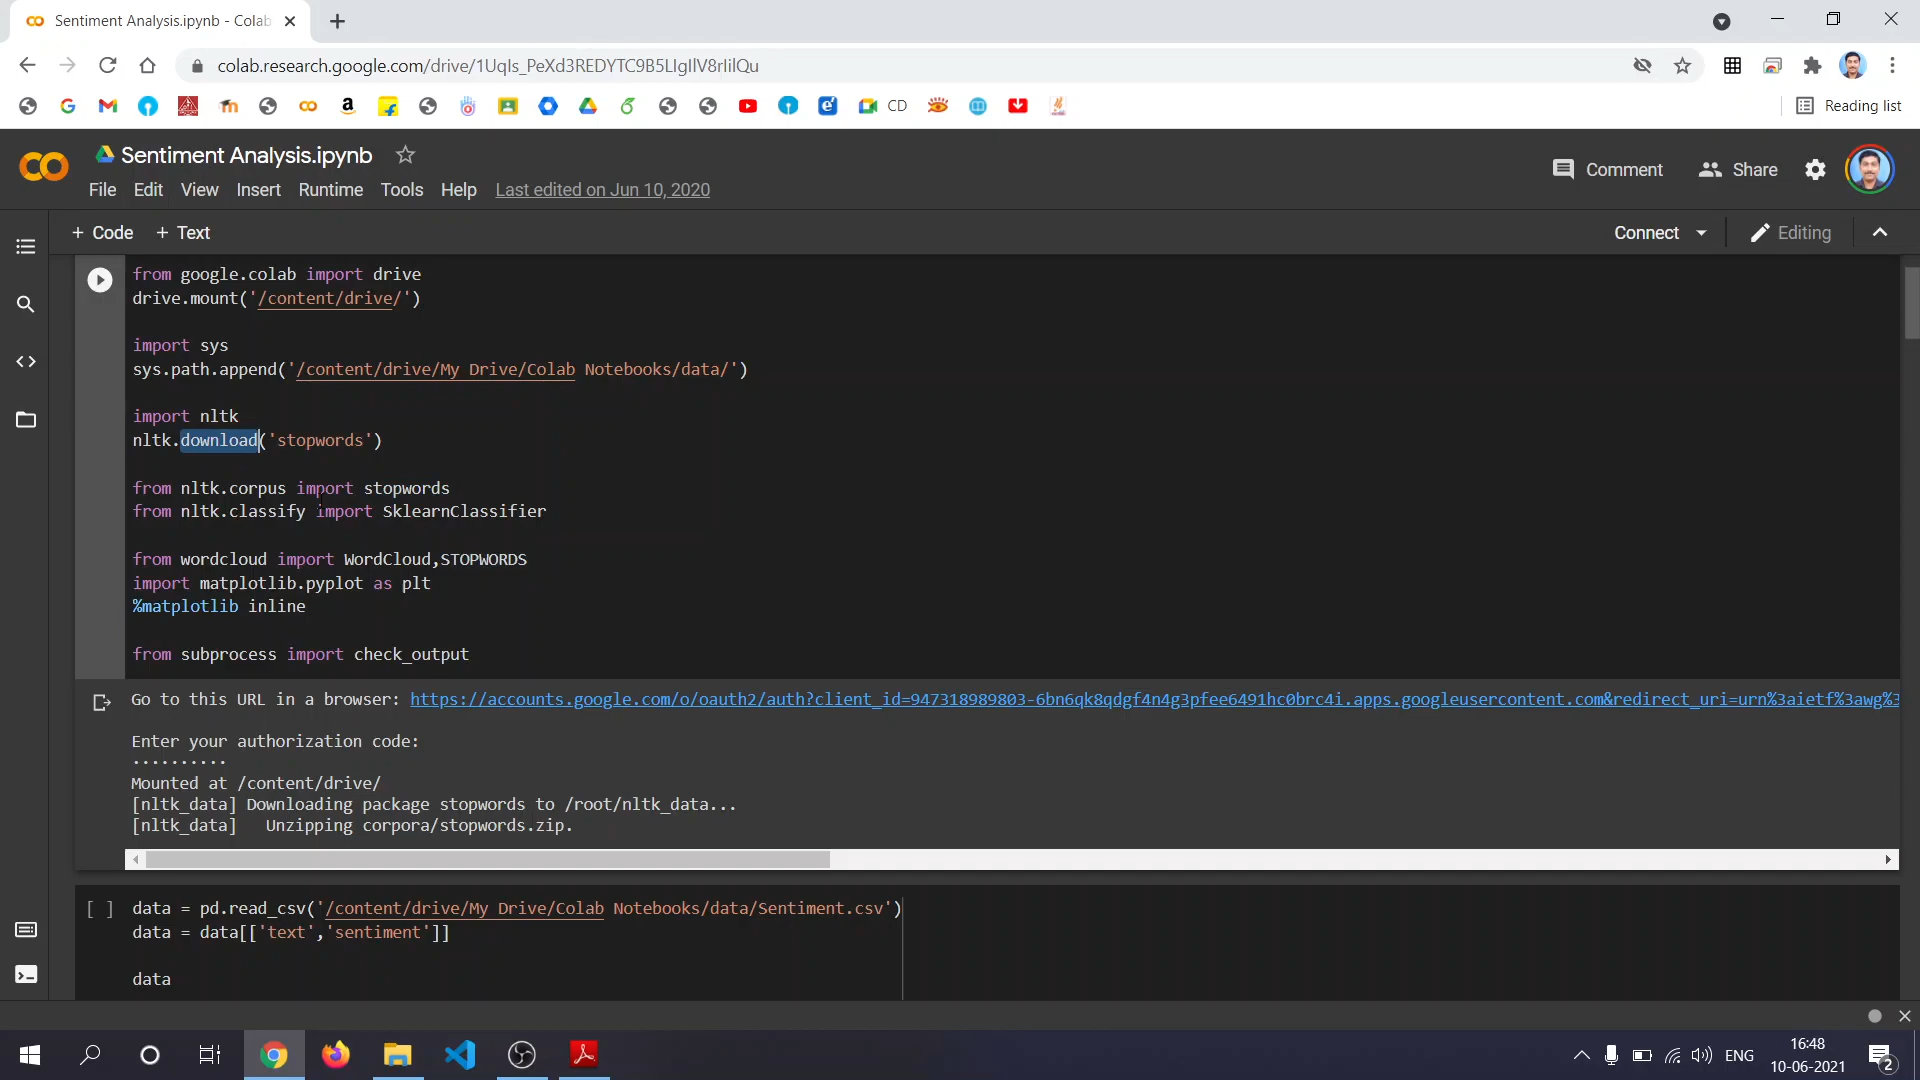 Sentiment Analysis.ipynb - Colab
colab.research.google.com/drive/1UqIs_PeXd3REDYTC9B5LIgIlV8rIilQu
CD
Reading list
Sentiment Analysis.ipynb
File Edit View Insert Runtime Tools Help Last edited on Jun 10, 2020
Comment Share
+ Code + Text
Connect Editing
from google.colab import drive
drive.mount('/content/drive/')
import sys
sys.path.append('/content/drive/My Drive/Colab Notebooks/data/')
import nltk
nltk.download('stopwords')
from nltk.corpus import stopwords
from nltk.classify import SklearnClassifier
from wordcloud import WordCloud,STOPWORDS
import matplotlib.pyplot as plt
%matplotlib inline
from subprocess import check_output
Go to this URL in a browser: https://accounts.google.com/o/oauth2/auth?client_id=947318989803-6bn6qk8qdgf4n4g3pfee6491hc0brc4i.apps.googleusercontent.com&redirect_uri=urn%3aietf%3awg%3
Enter your authorization code:
··········
Mounted at /content/drive/
[nltk_data] Downloading package stopwords to /root/nltk_data...
[nltk_data]   Unzipping corpora/stopwords.zip.
[ ] data = pd.read_csv('/content/drive/My Drive/Colab Notebooks/data/Sentiment.csv')
data = data[['text','sentiment']]
data
ENG
16:48
10-06-2021
2